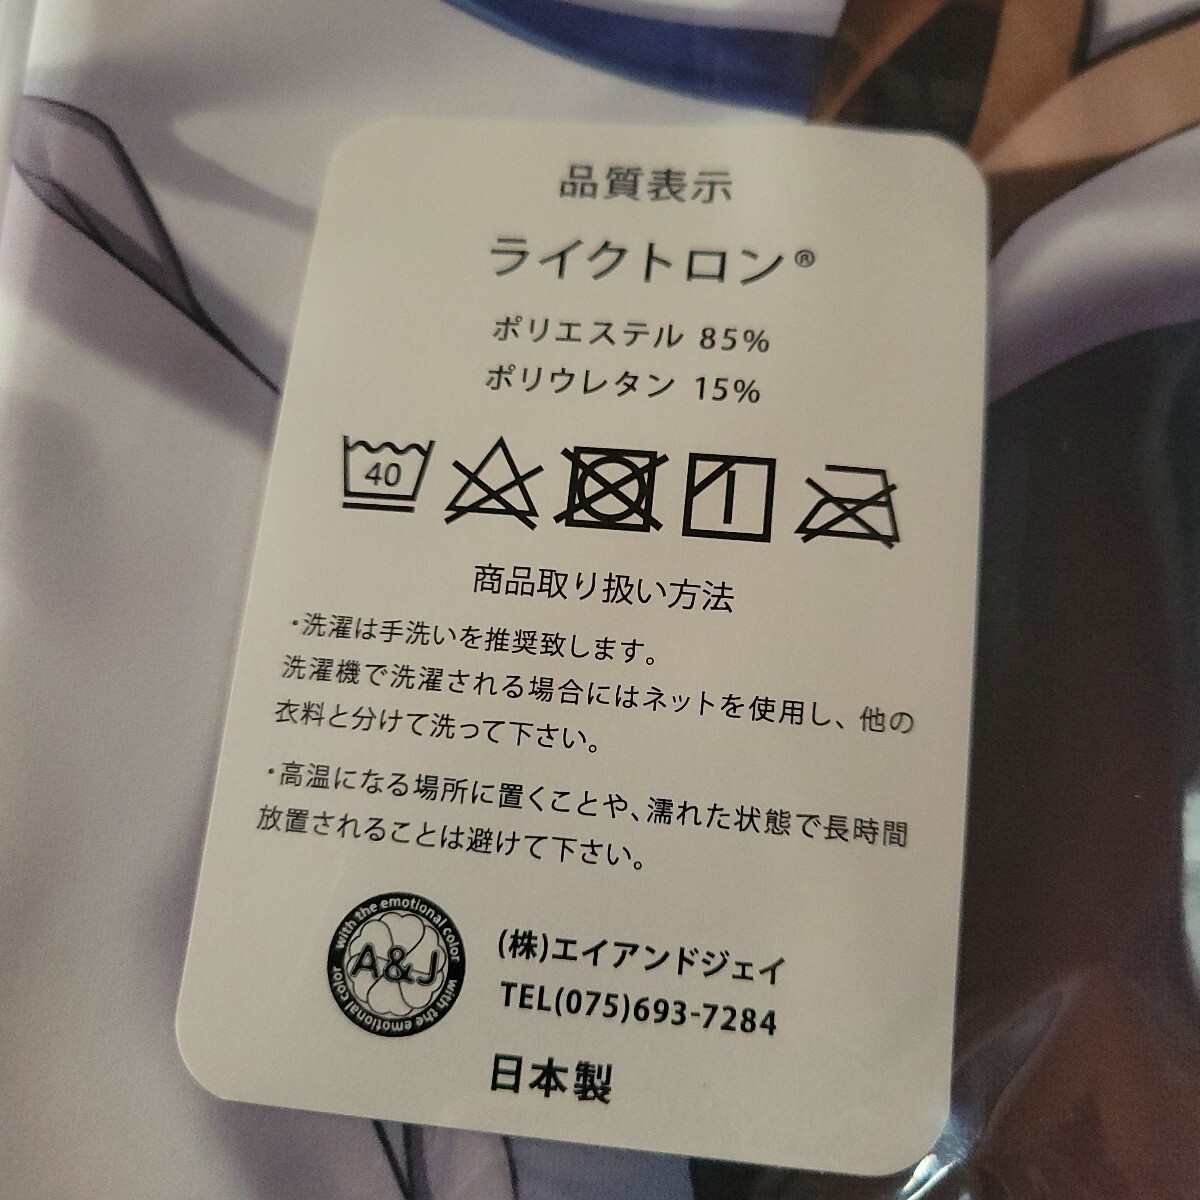 品質表示
ライクトロン®
ポリエステル 85%
ポリウレタン 15%
40
商品取り扱い方法
・洗濯は手洗いを推奨致します。
洗濯機で洗濯される場合にはネットを使用し、他の
衣料と分けて洗って下さい。
・高温になる場所に置くことや、濡れた状態で長時間
放置されることは避けて下さい。
with the emotional color
A&J
with the emotional color
(株)エイアンドジェイ
TEL(075)693-7284
日本製